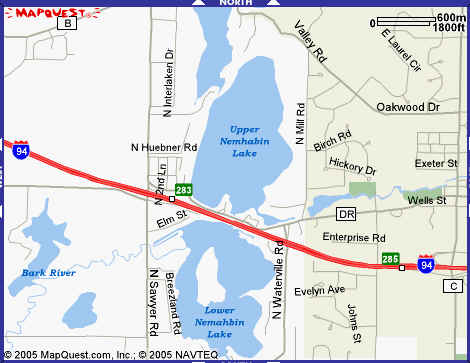 NORTH
MAPQUEST
B
600m
1800ft
E Laurel Cir
Valley Rd
N Interlaken Dr
Oakwood Dr
N Mill Rd
Upper
Nemahbin
Lake
Birch Rd
N Huebner Rd
94
Hickory Dr
Exeter St
WEST
N 2nd Ln
283
Wells St
DR
Elm St
Enterprise Rd
285
94
Bark River
N Waterville Rd
C
N Sawyer Rd
Breezland Rd
Evelyn Ave
Johns St
Lower
Nemahbin
Lake
© 2005 MapQuest.com, Inc.; © 2005 NAVTEQ